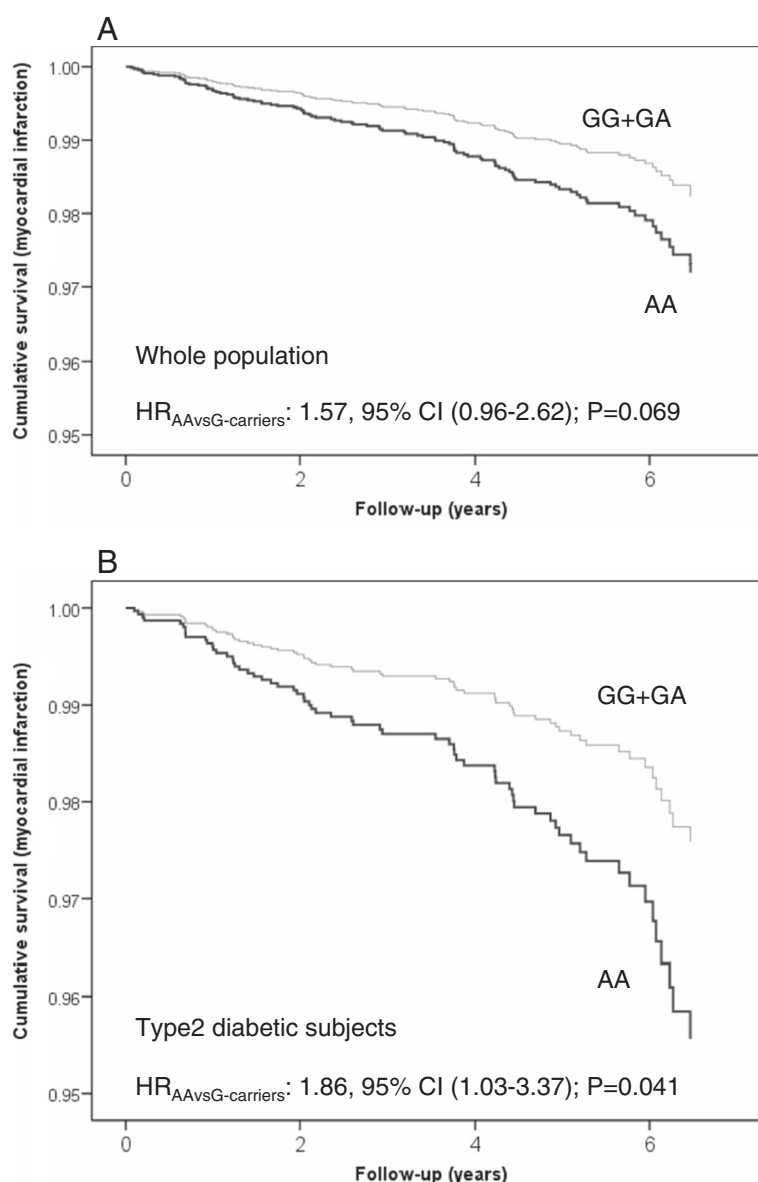 A
Cumulative survival (myocardial infarction)
1.00
0.99
0.98
0.97
0.96
0.95
GG+GA
AA
Whole population
HR_AAvsG-carriers: 1.57, 95% CI (0.96-2.62); P=0.069
0 2 4 6
Follow-up (years)
B
Cumulative survival (myocardial infarction)
1.00
0.99
0.98
0.97
0.96
0.95
GG+GA
AA
Type2 diabetic subjects
HR_AAvsG-carriers: 1.86, 95% CI (1.03-3.37); P=0.041
0 2 4 6
Follow-up (years)